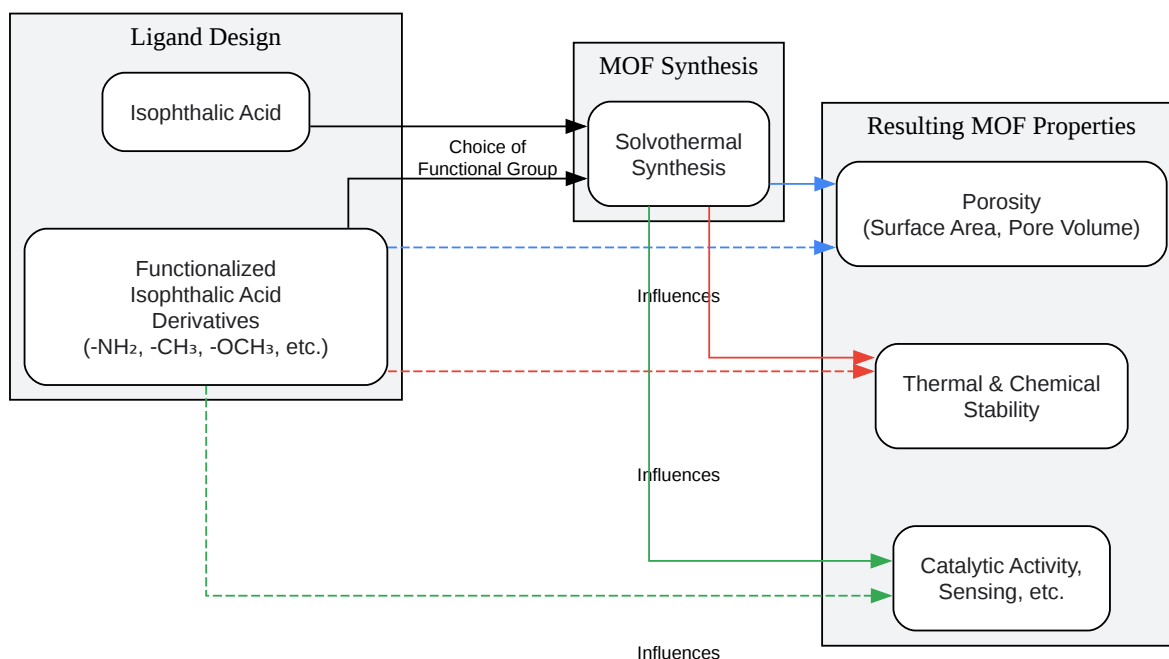 Ligand Design
Isophthalic Acid
Functionalized
Isophthalic Acid
Derivatives
(-NH₂, -CH₃, -OCH₃, etc.)
Choice of
Functional Group
MOF Synthesis
Solvothermal
Synthesis
Resulting MOF Properties
Porosity
(Surface Area, Pore Volume)
Influences
Thermal & Chemical
Stability
Influences
Catalytic Activity,
Sensing, etc.
Influences